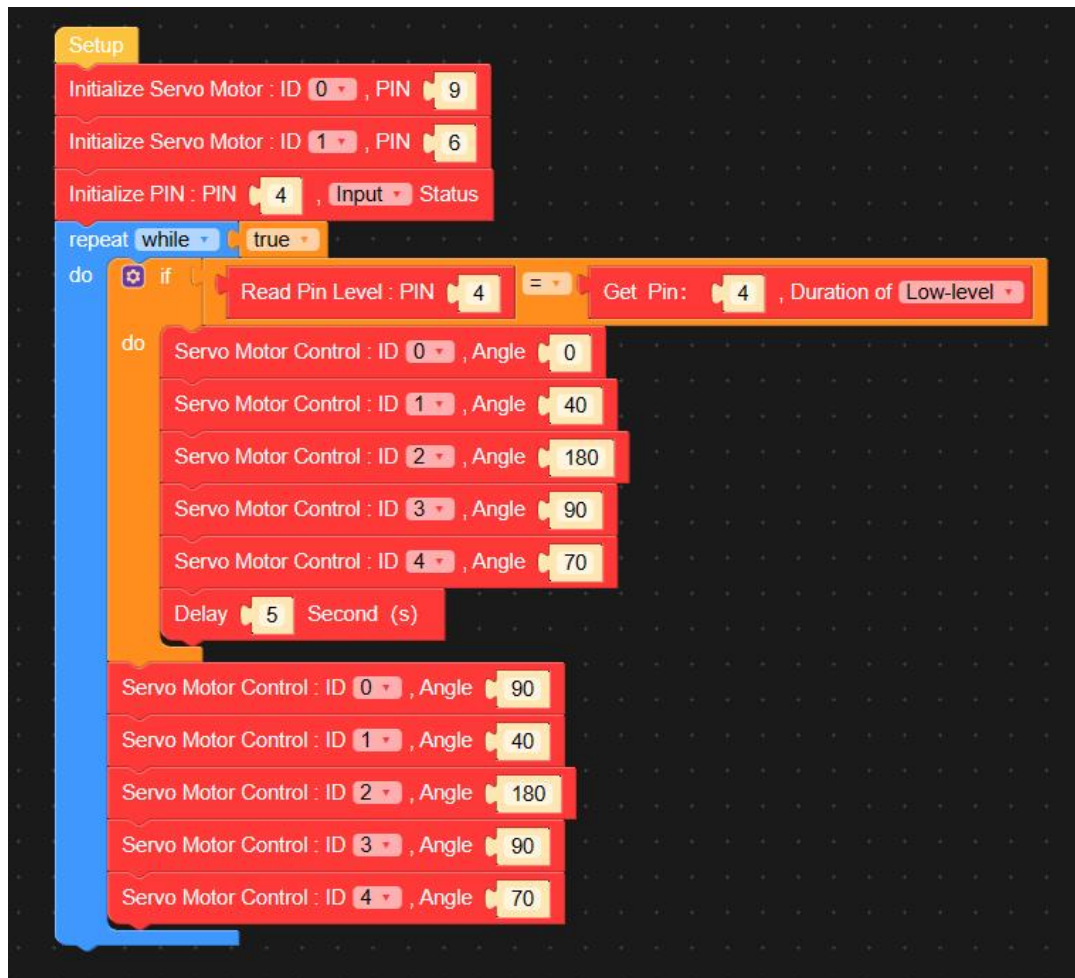 Setup
Initialize Servo Motor : ID 0 , PIN 9
Initialize Servo Motor : ID 1 , PIN 6
Initialize PIN : PIN 4 , Input Status
repeat while true
do if Read Pin Level : PIN 4 = Get Pin: 4 , Duration of Low-level
do Servo Motor Control : ID 0 , Angle 0
Servo Motor Control : ID 1 , Angle 40
Servo Motor Control : ID 2 , Angle 180
Servo Motor Control : ID 3 , Angle 90
Servo Motor Control : ID 4 , Angle 70
Delay 5 Second (s)
Servo Motor Control : ID 0 , Angle 90
Servo Motor Control : ID 1 , Angle 40
Servo Motor Control : ID 2 , Angle 180
Servo Motor Control : ID 3 , Angle 90
Servo Motor Control : ID 4 , Angle 70